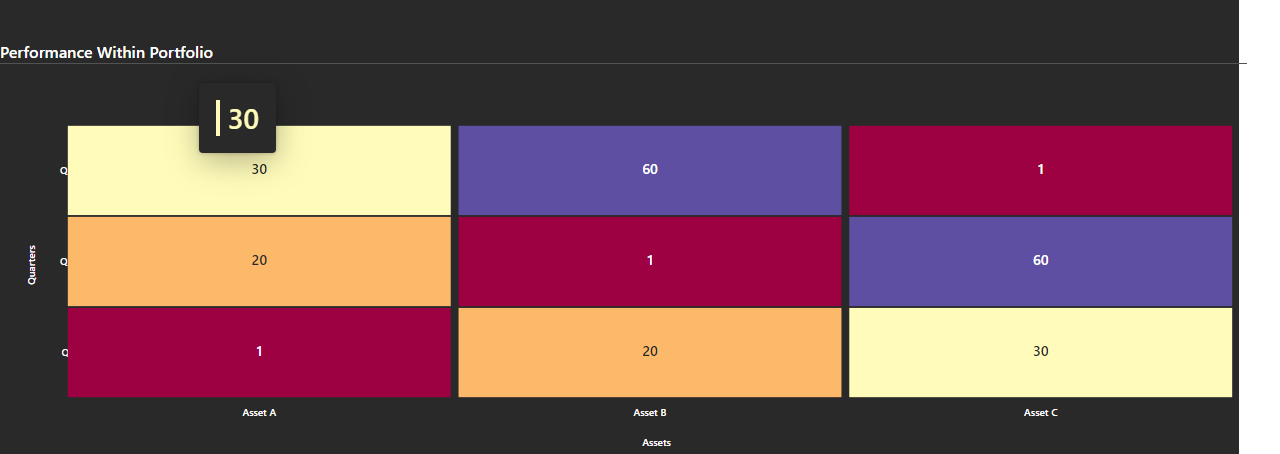 Performance Within Portfolio
30
Q 30 60 1
Quarters
Q 20 1 60
Q 1 20 30
Asset A Asset B Asset C
Assets